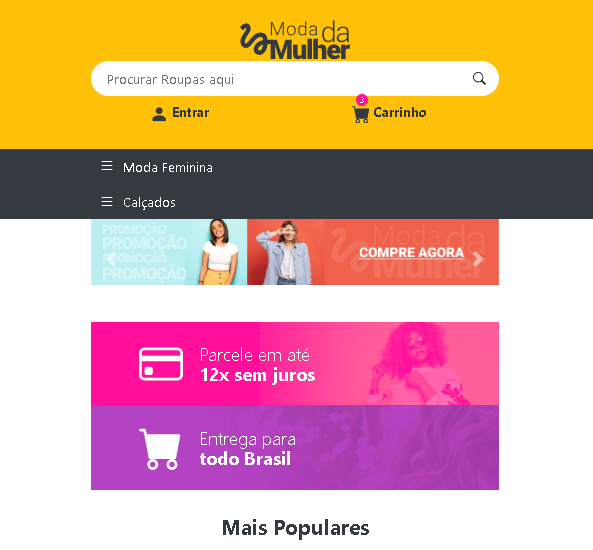 Moda da
Mulher
Procurar Roupas aqui
Entrar
3
Carrinho
Moda Feminina
Calçados
PROMOÇÃO
PROMOÇÃO
PROMOÇÃO
PROMOÇÃO
Moda da
Mulher
COMPRE AGORA
Parcele em até
12x sem juros
Entrega para
todo Brasil
Mais Populares